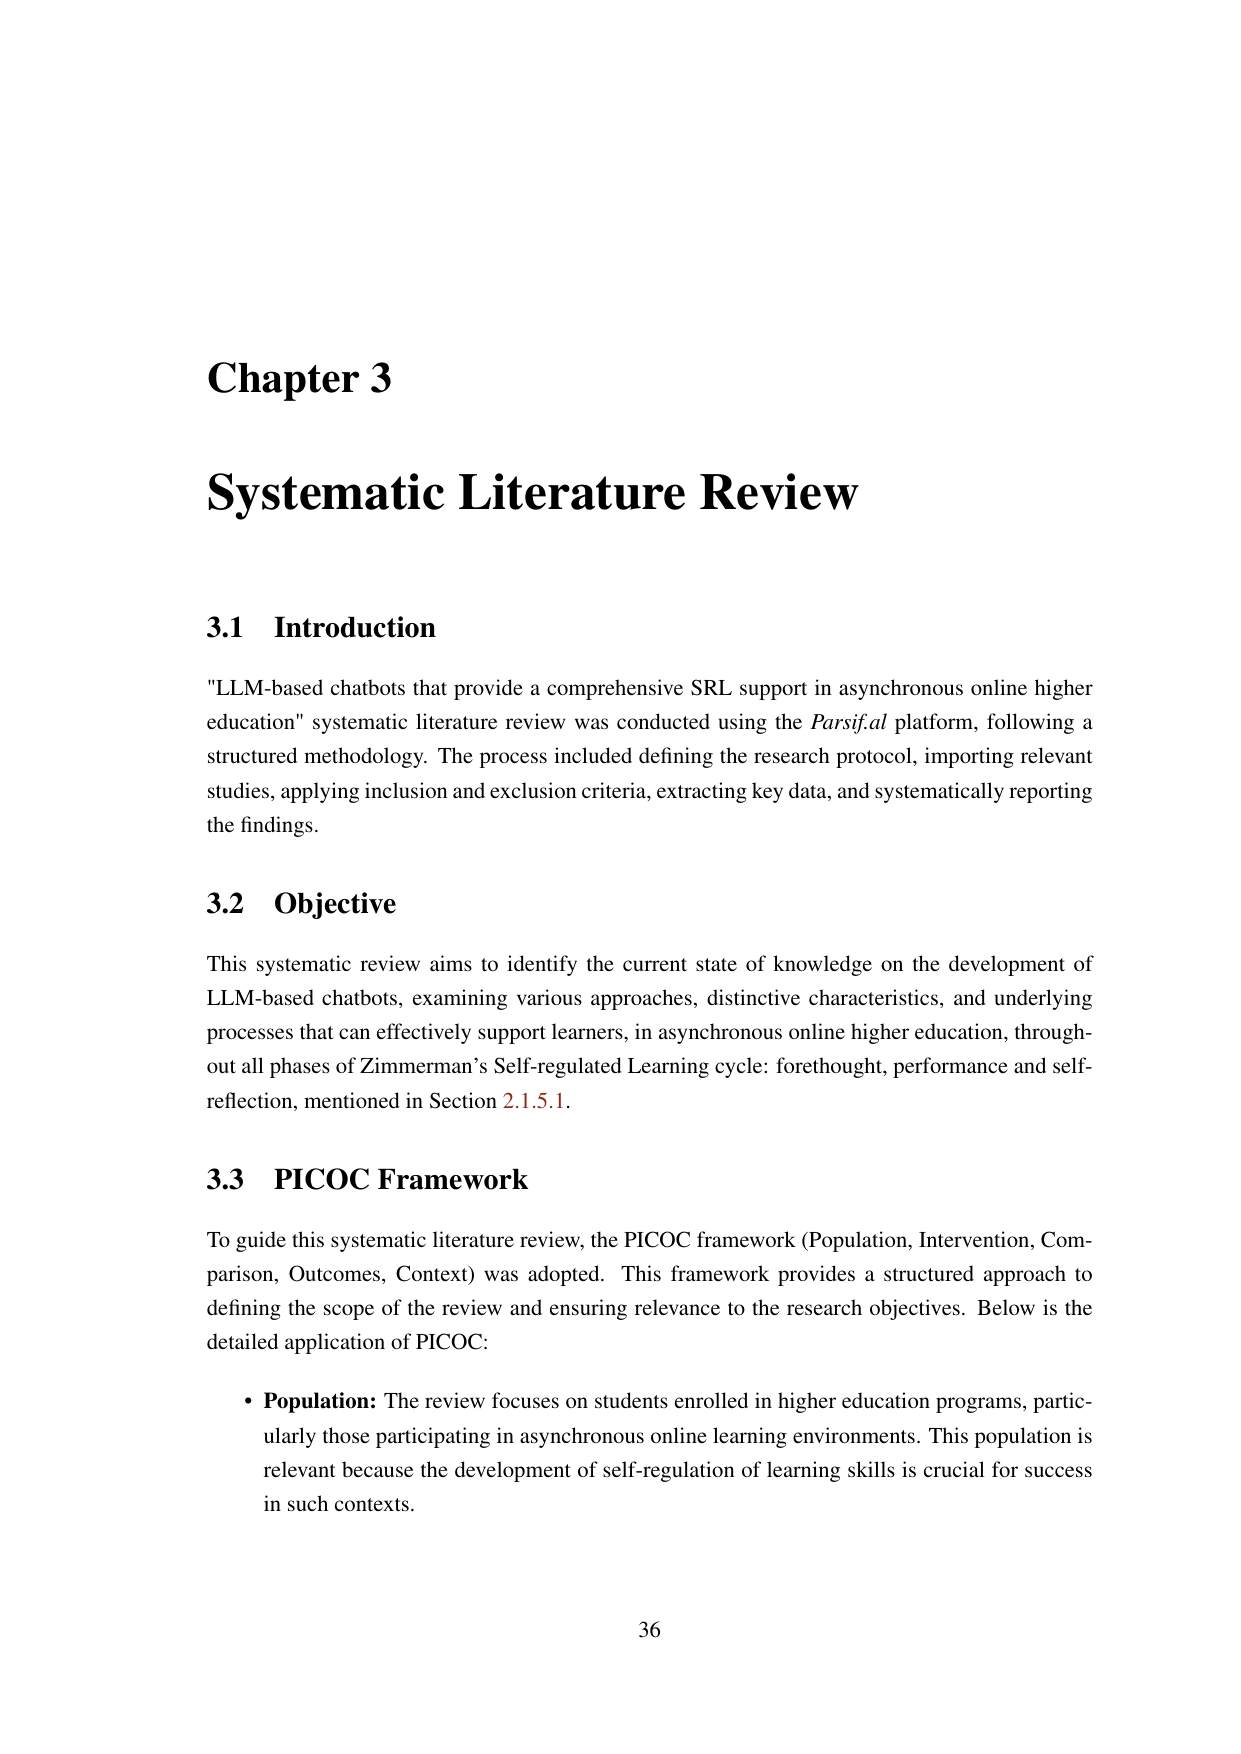 Chapter 3
Systematic Literature Review
3.1 Introduction
"LLM-based chatbots that provide a comprehensive SRL support in asynchronous online higher
education" systematic literature review was conducted using the Parsif.al platform, following a
structured methodology. The process included defining the research protocol, importing relevant
studies, applying inclusion and exclusion criteria, extracting key data, and systematically reporting
the findings.
3.2 Objective
This systematic review aims to identify the current state of knowledge on the development of
LLM-based chatbots, examining various approaches, distinctive characteristics, and underlying
processes that can effectively support learners, in asynchronous online higher education, through-
out all phases of Zimmerman's Self-regulated Learning cycle: forethought, performance and self-
reflection, mentioned in Section 2.1.5.1.
3.3 PICOC Framework
To guide this systematic literature review, the PICOC framework (Population, Intervention, Com-
parison, Outcomes, Context) was adopted. This framework provides a structured approach to
defining the scope of the review and ensuring relevance to the research objectives. Below is the
detailed application of PICOC:
• Population: The review focuses on students enrolled in higher education programs, partic-
ularly those participating in asynchronous online learning environments. This population is
relevant because the development of self-regulation of learning skills is crucial for success
in such contexts.
36